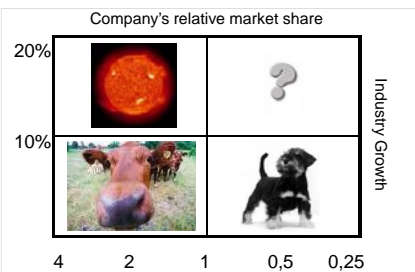 Company's relative market share
20%
?
10%
Industry Growth
4 2 1 0,5 0,25